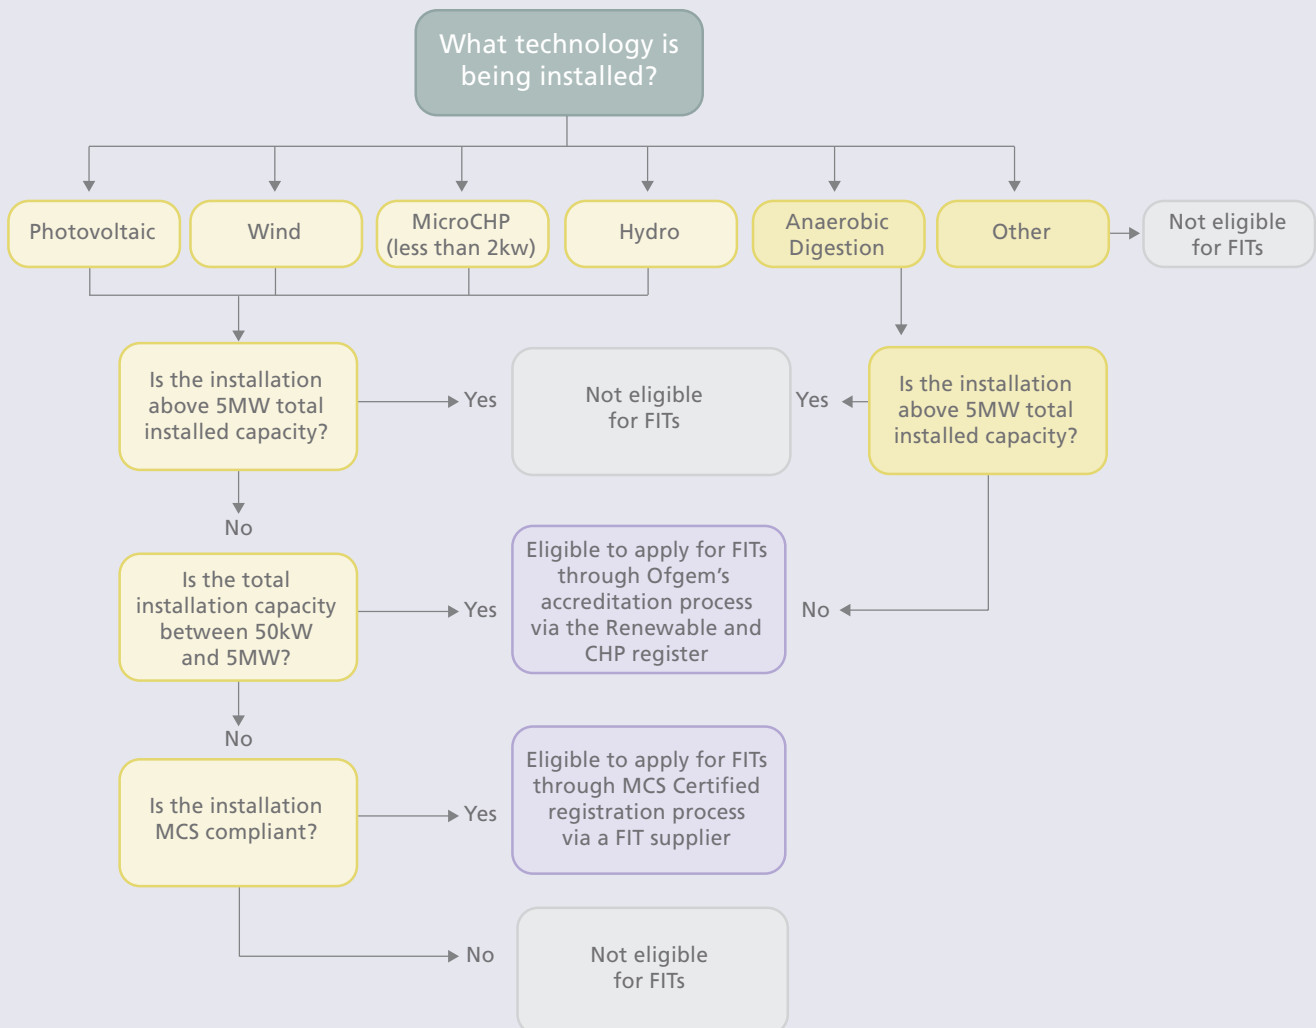 What technology is
being installed?
Photovoltaic
Wind
MicroCHP
(less than 2kw)
Hydro
Anaerobic
Digestion
Other
Not eligible
for FITs
Is the installation
above 5MW total
installed capacity?
Yes
Not eligible
for FITs
Yes
Is the installation
above 5MW total
installed capacity?
No
Is the total
installation capacity
between 50kW
and 5MW?
Yes
Eligible to apply for FITs
through Ofgem’s
accreditation process
via the Renewable and
CHP register
No
No
Is the installation
MCS compliant?
Yes
Eligible to apply for FITs
through MCS Certified
registration process
via a FIT supplier
No
Not eligible
for FITs